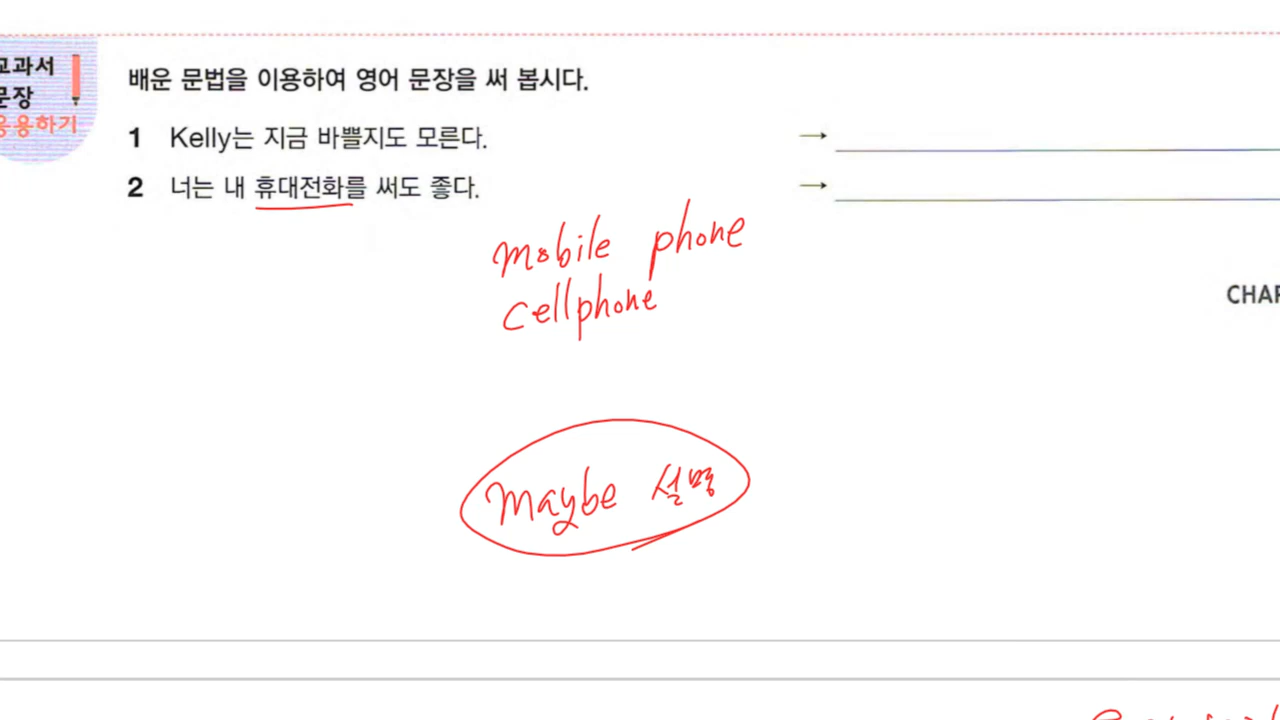 교과서
문장
응용하기
배운 문법을 이용하여 영어 문장을 써 봅시다.
1 Kelly는 지금 바쁠지도 모른다. →
2 너는 내 휴대전화를 써도 좋다. →
mobile phone
cellphone
CHAP
Maybe 설명